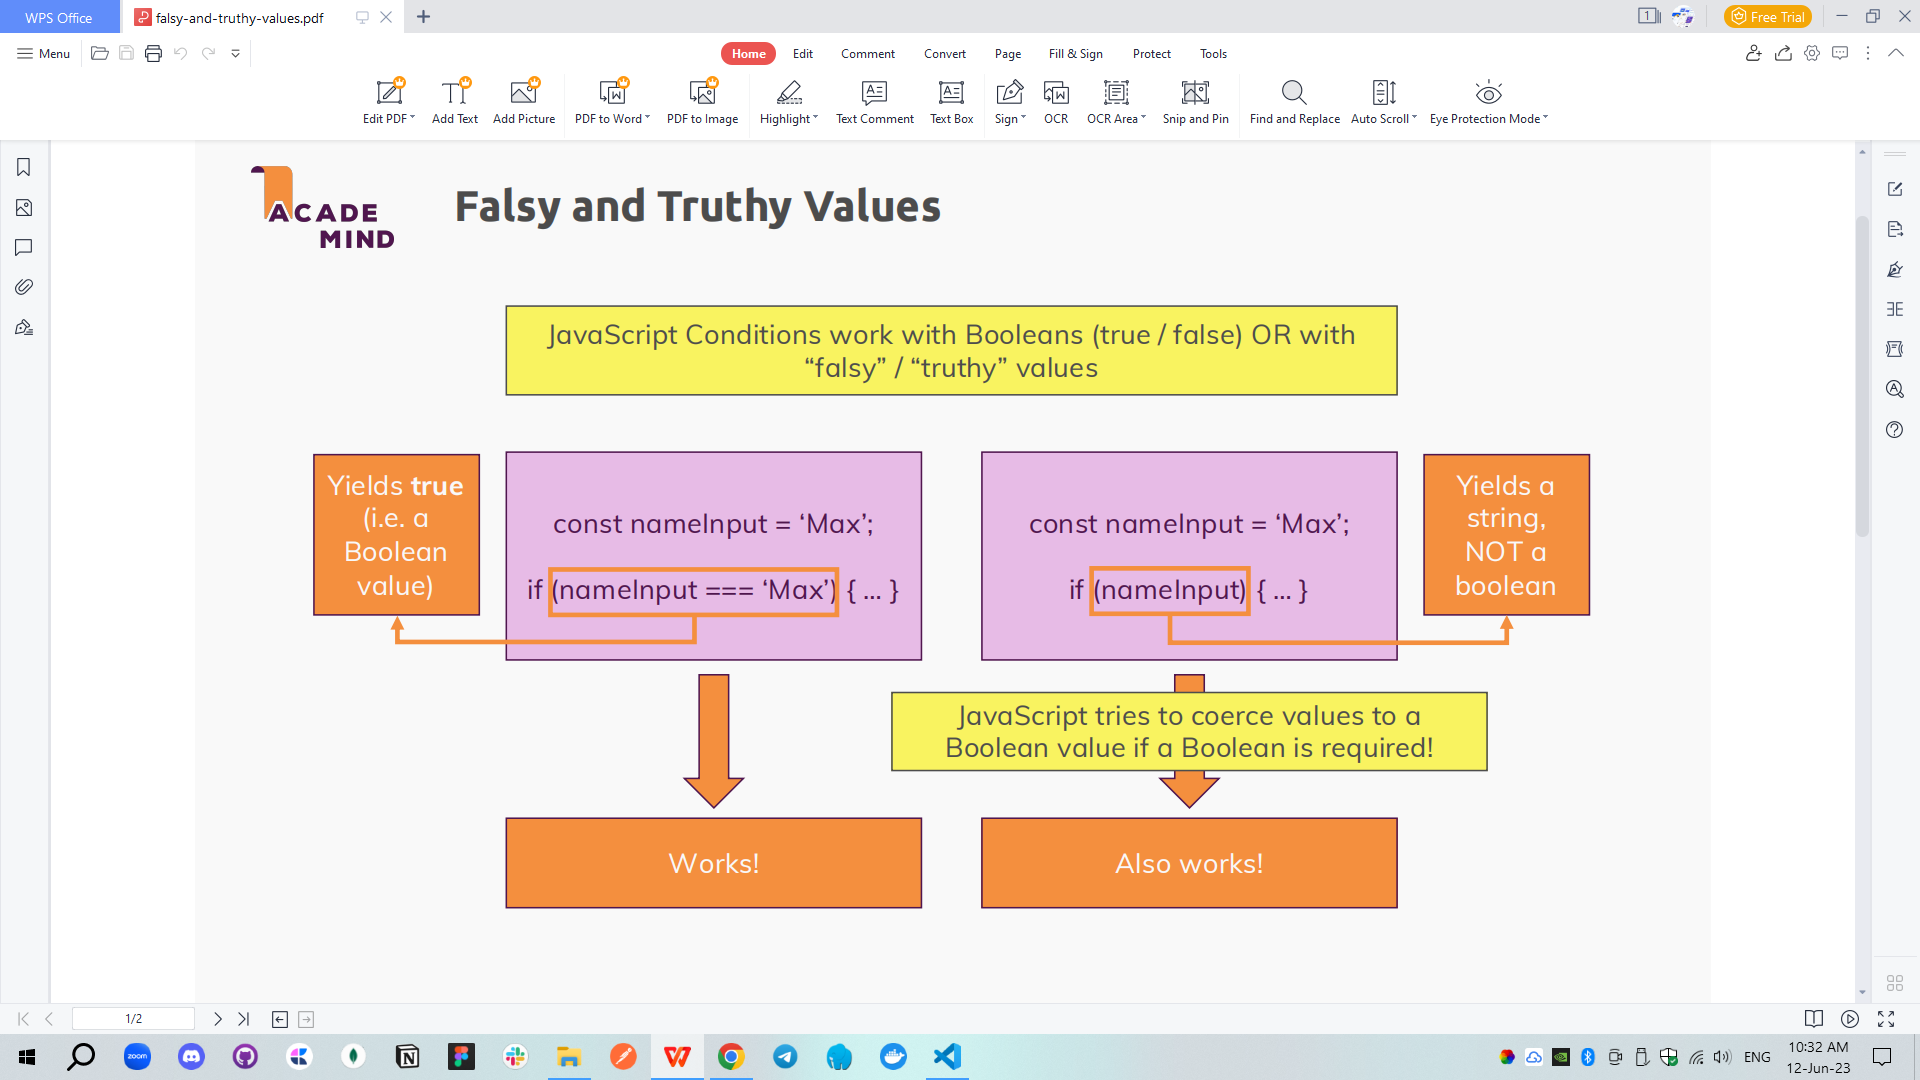 WPS Office
falsy-and-truthy-values.pdf
1
Free Trial
Menu
Home
Edit
Comment
Convert
Page
Fill & Sign
Protect
Tools
Edit PDF
Add Text
Add Picture
PDF to Word
PDF to Image
Highlight
Text Comment
Text Box
Sign
OCR
OCR Area
Snip and Pin
Find and Replace
Auto Scroll
Eye Protection Mode
ACADE
MIND
Falsy and Truthy Values
JavaScript Conditions work with Booleans (true / false) OR with
“falsy” / “truthy” values
Yields true
(i.e. a
Boolean
value)
const nameInput = ‘Max’;
if (nameInput === ‘Max’) { … }
const nameInput = ‘Max’;
if (nameInput) { … }
Yields a
string,
NOT a
boolean
JavaScript tries to coerce values to a
Boolean value if a Boolean is required!
Works!
Also works!
1/2
zoom
ENG
10:32 AM
12-Jun-23